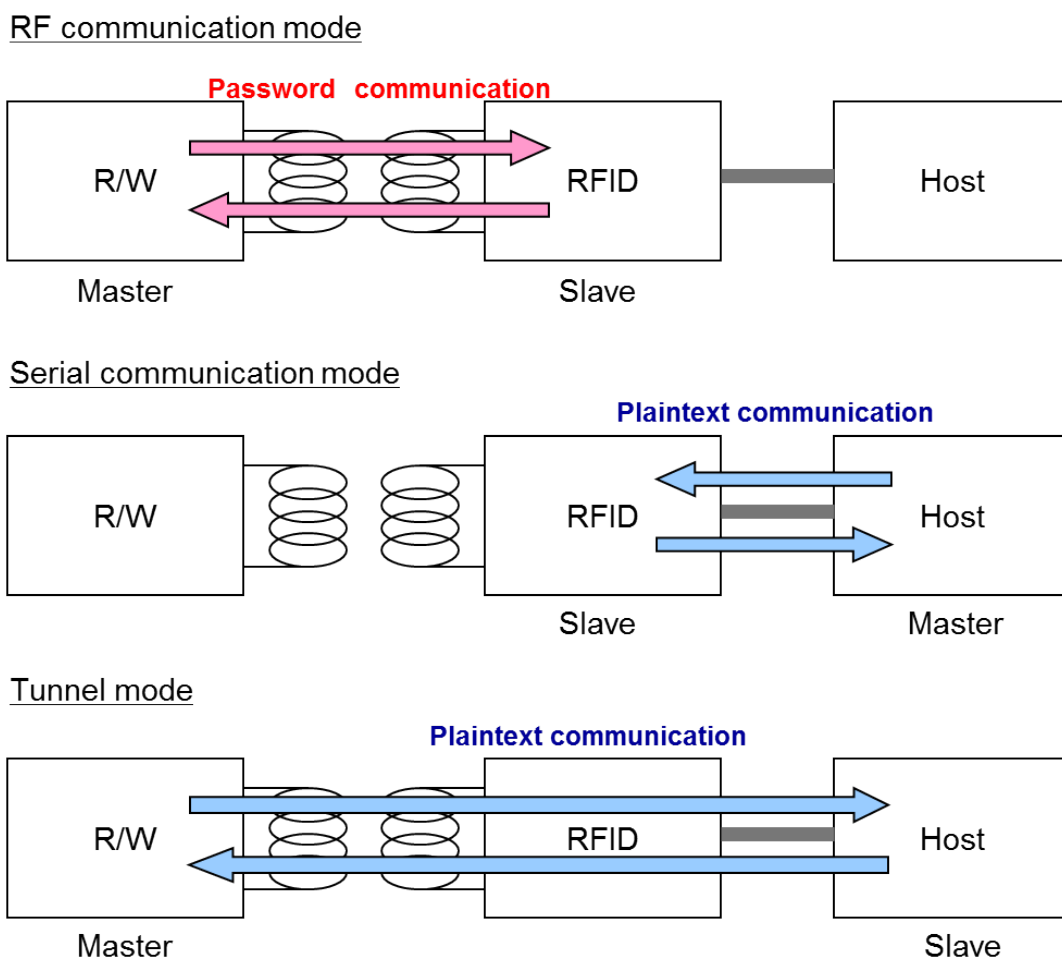 RF communication mode
Password communication
R/W
RFID
Host
Master
Slave
Serial communication mode
Plaintext communication
R/W
RFID
Host
Slave
Master
Tunnel mode
Plaintext communication
R/W
RFID
Host
Master
Slave